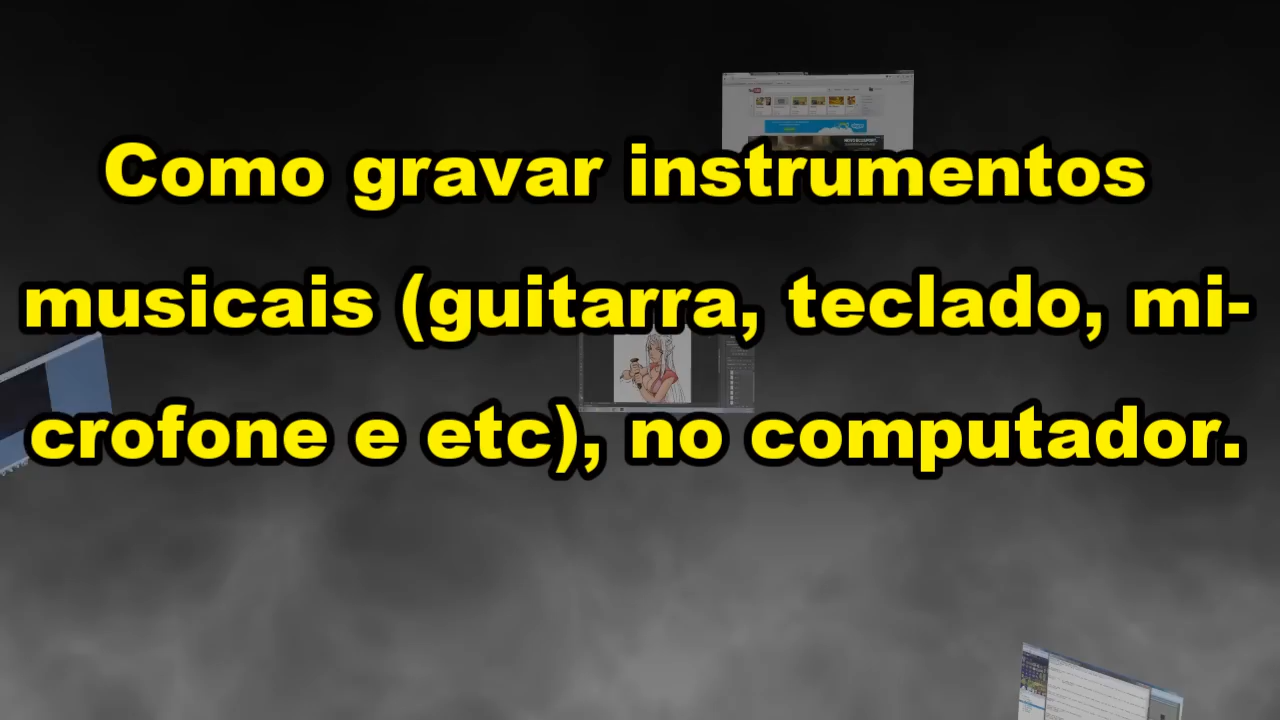 Como gravar instrumentos
musicais (guitarra, teclado, mi-
crofone e etc), no computador.